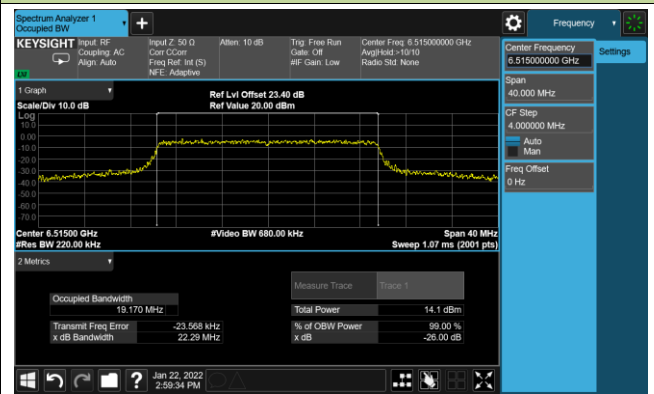 Spectrum Analyzer 1
Occupied BW
Frequency
KEYSIGHT
Input: RF
Coupling: AC
Align: Auto
Input Z: 50 Ω
Corr CCorr
Freq Ref: Int (S)
NFE: Adaptive
Atten: 10 dB
Trig: Free Run
Gate: Off
#IF Gain: Low
Center Freq: 6.515000000 GHz
Avg|Hold:>10/10
Radio Std: None
Center Frequency
6.515000000 GHz
Settings
Span
40.000 MHz
CF Step
4.000000 MHz
Auto
Man
Freq Offset
0 Hz
1 Graph
Scale/Div 10.0 dB
Ref Lvl Offset 23.40 dB
Ref Value 20.00 dBm
Log
10.0
0.00
-10.0
-20.0
-30.0
-40.0
-50.0
-60.0
-70.0
Center 6.51500 GHz
#Video BW 680.00 kHz
Span 40 MHz
#Res BW 220.00 kHz
Sweep 1.07 ms (2001 pts)
2 Metrics
Measure Trace
Trace 1
Occupied Bandwidth
19.170 MHz
Total Power
14.1 dBm
Transmit Freq Error
-23.568 kHz
% of OBW Power
99.00 %
x dB Bandwidth
22.29 MHz
x dB
-26.00 dB
?
Jan 22, 2022
2:59:34 PM